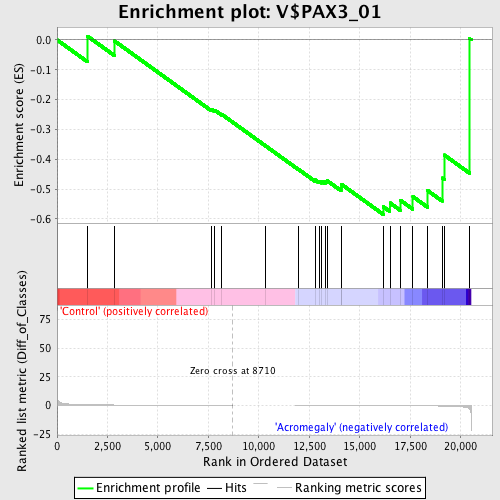 Enrichment plot: V$PAX3_01
Enrichment score (ES)
0.0
-0.1
-0.2
-0.3
-0.4
-0.5
-0.6
'Control' (positively correlated)
Ranked list metric (Diff_of_Classes)
75
50
25
0
-25
Zero cross at 8710
'Acromegaly' (negatively correlated)
0 2,500 5,000 7,500 10,000 12,500 15,000 17,500 20,000
Rank in Ordered Dataset
Enrichment profile Hits Ranking metric scores